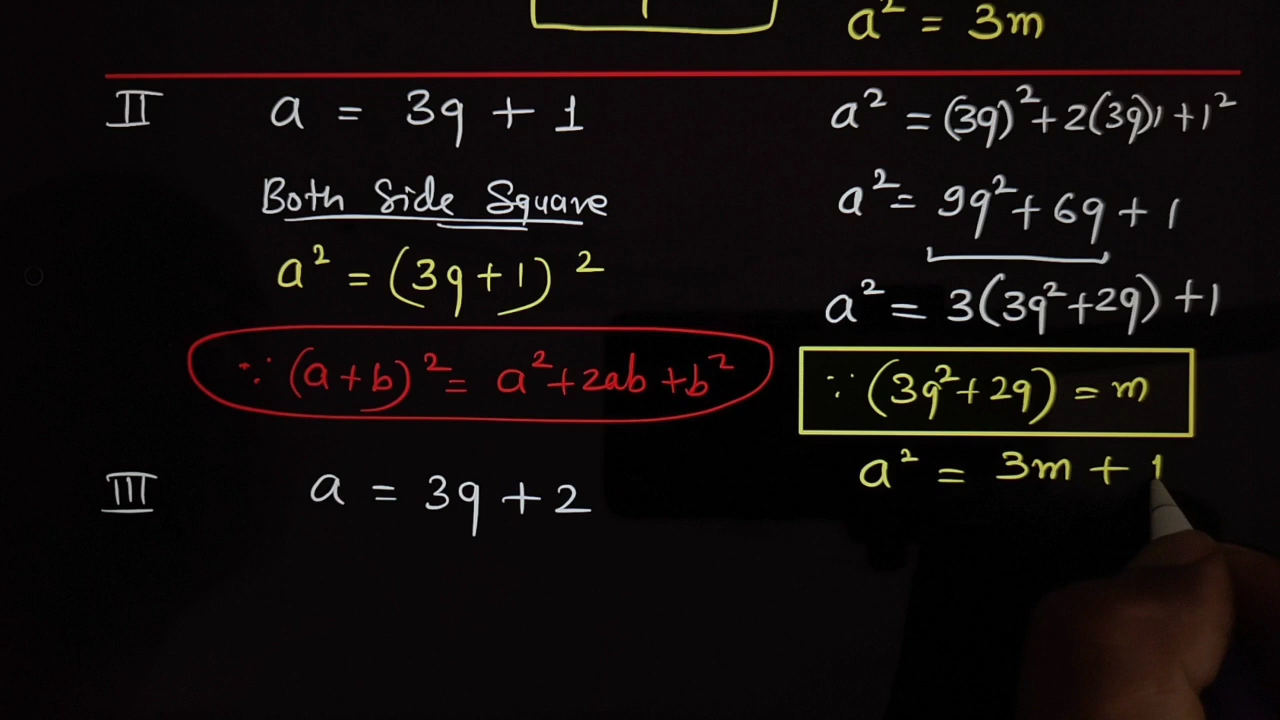 a² = 3m
II a = 3q + 1
Both Side Square
a² = (3q+1)²
∵ (a+b)² = a²+2ab+b²
a² = (3q)²+2(3q)1+1²
a² = 9q²+6q+1
a² = 3(3q²+2q)+1
∵ (3q²+2q) = m
a² = 3m + 1
III a = 3q + 2